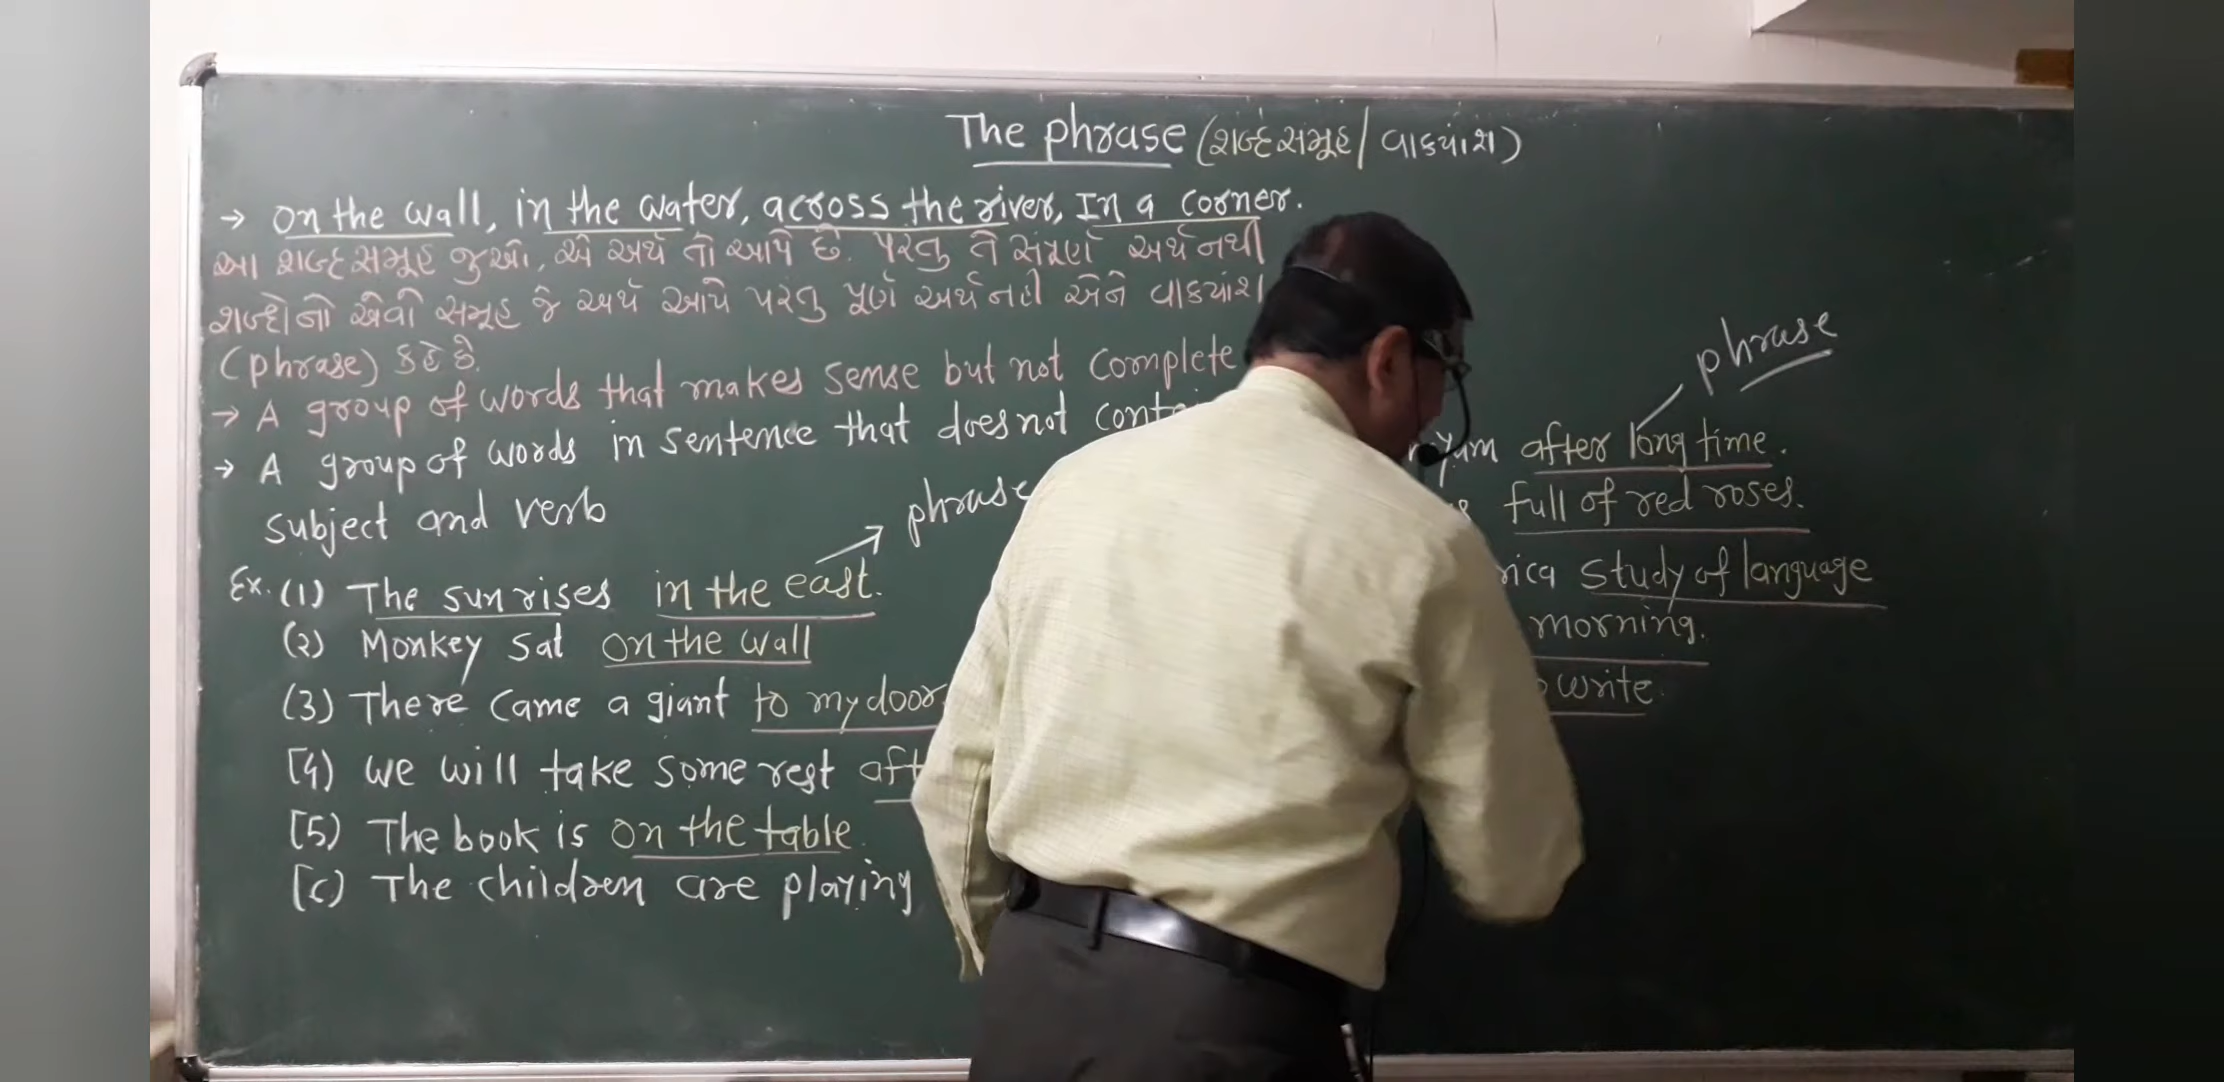 The phrase (શબ્દસમૂહ / વાક્યાંશ)
→ on the wall, in the water, across the river, In a corner.
આ શબ્દસમૂહ જુઓ, એ અર્થ તો આપે છે. પરંતુ તે સંપૂર્ણ અર્થ નથી
શબ્દોનો એવો સમૂહ જે અર્થ આપે પરંતુ પૂર્ણ અર્થ નહી એને વાક્યાંશ
(phrase) કહે છે.
→ A group of words that makes sense but not complete
→ A group of words in sentence that does not
subject and verb
phrase
Ex. (1) The sun rises in the east.
(2) Monkey sat on the wall
(3) There came a giant to my door
(4) we will take some rest
(5) The book is on the table.
(c) The children are playing
phrase
after long time.
full of red roses.
study of language
morning.
write.